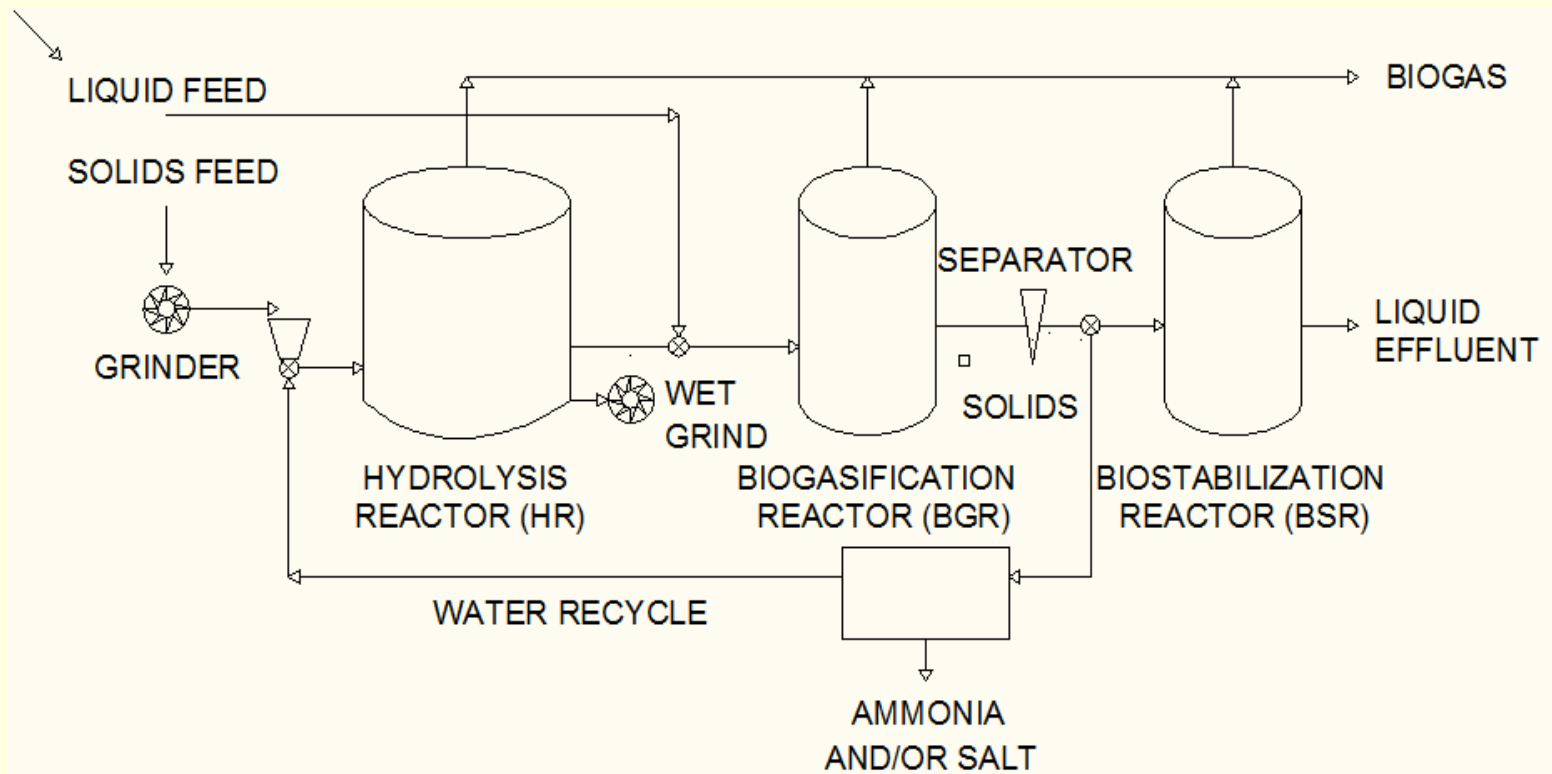 LIQUID FEED
BIOGAS
SOLIDS FEED
SEPARATOR
LIQUID
EFFLUENT
GRINDER
WET
GRIND
SOLIDS
HYDROLYSIS
REACTOR (HR)
BIOGASIFICATION
REACTOR (BGR)
BIOSTABILIZATION
REACTOR (BSR)
WATER RECYCLE
AMMONIA
AND/OR SALT